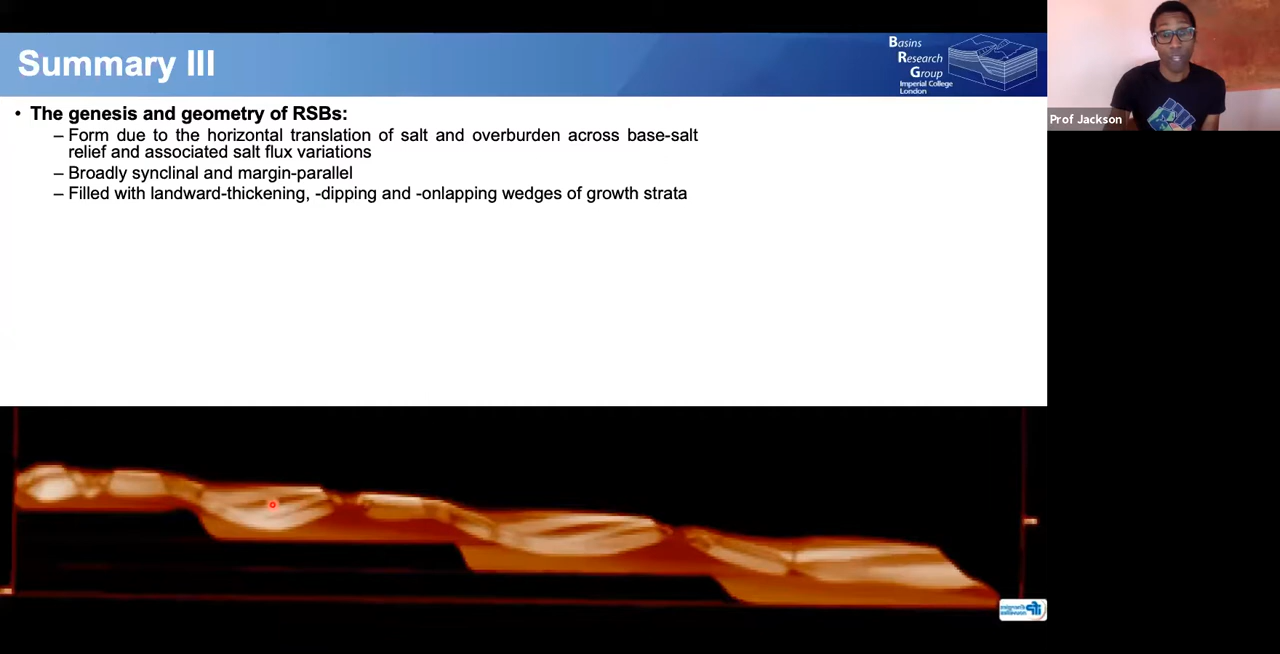 Summary III
Basins
Research
Group
Imperial College
London
Prof Jackson
• The genesis and geometry of RSBs:
– Form due to the horizontal translation of salt and overburden across base-salt
relief and associated salt flux variations
– Broadly synclinal and margin-parallel
– Filled with landward-thickening, -dipping and -onlapping wedges of growth strata